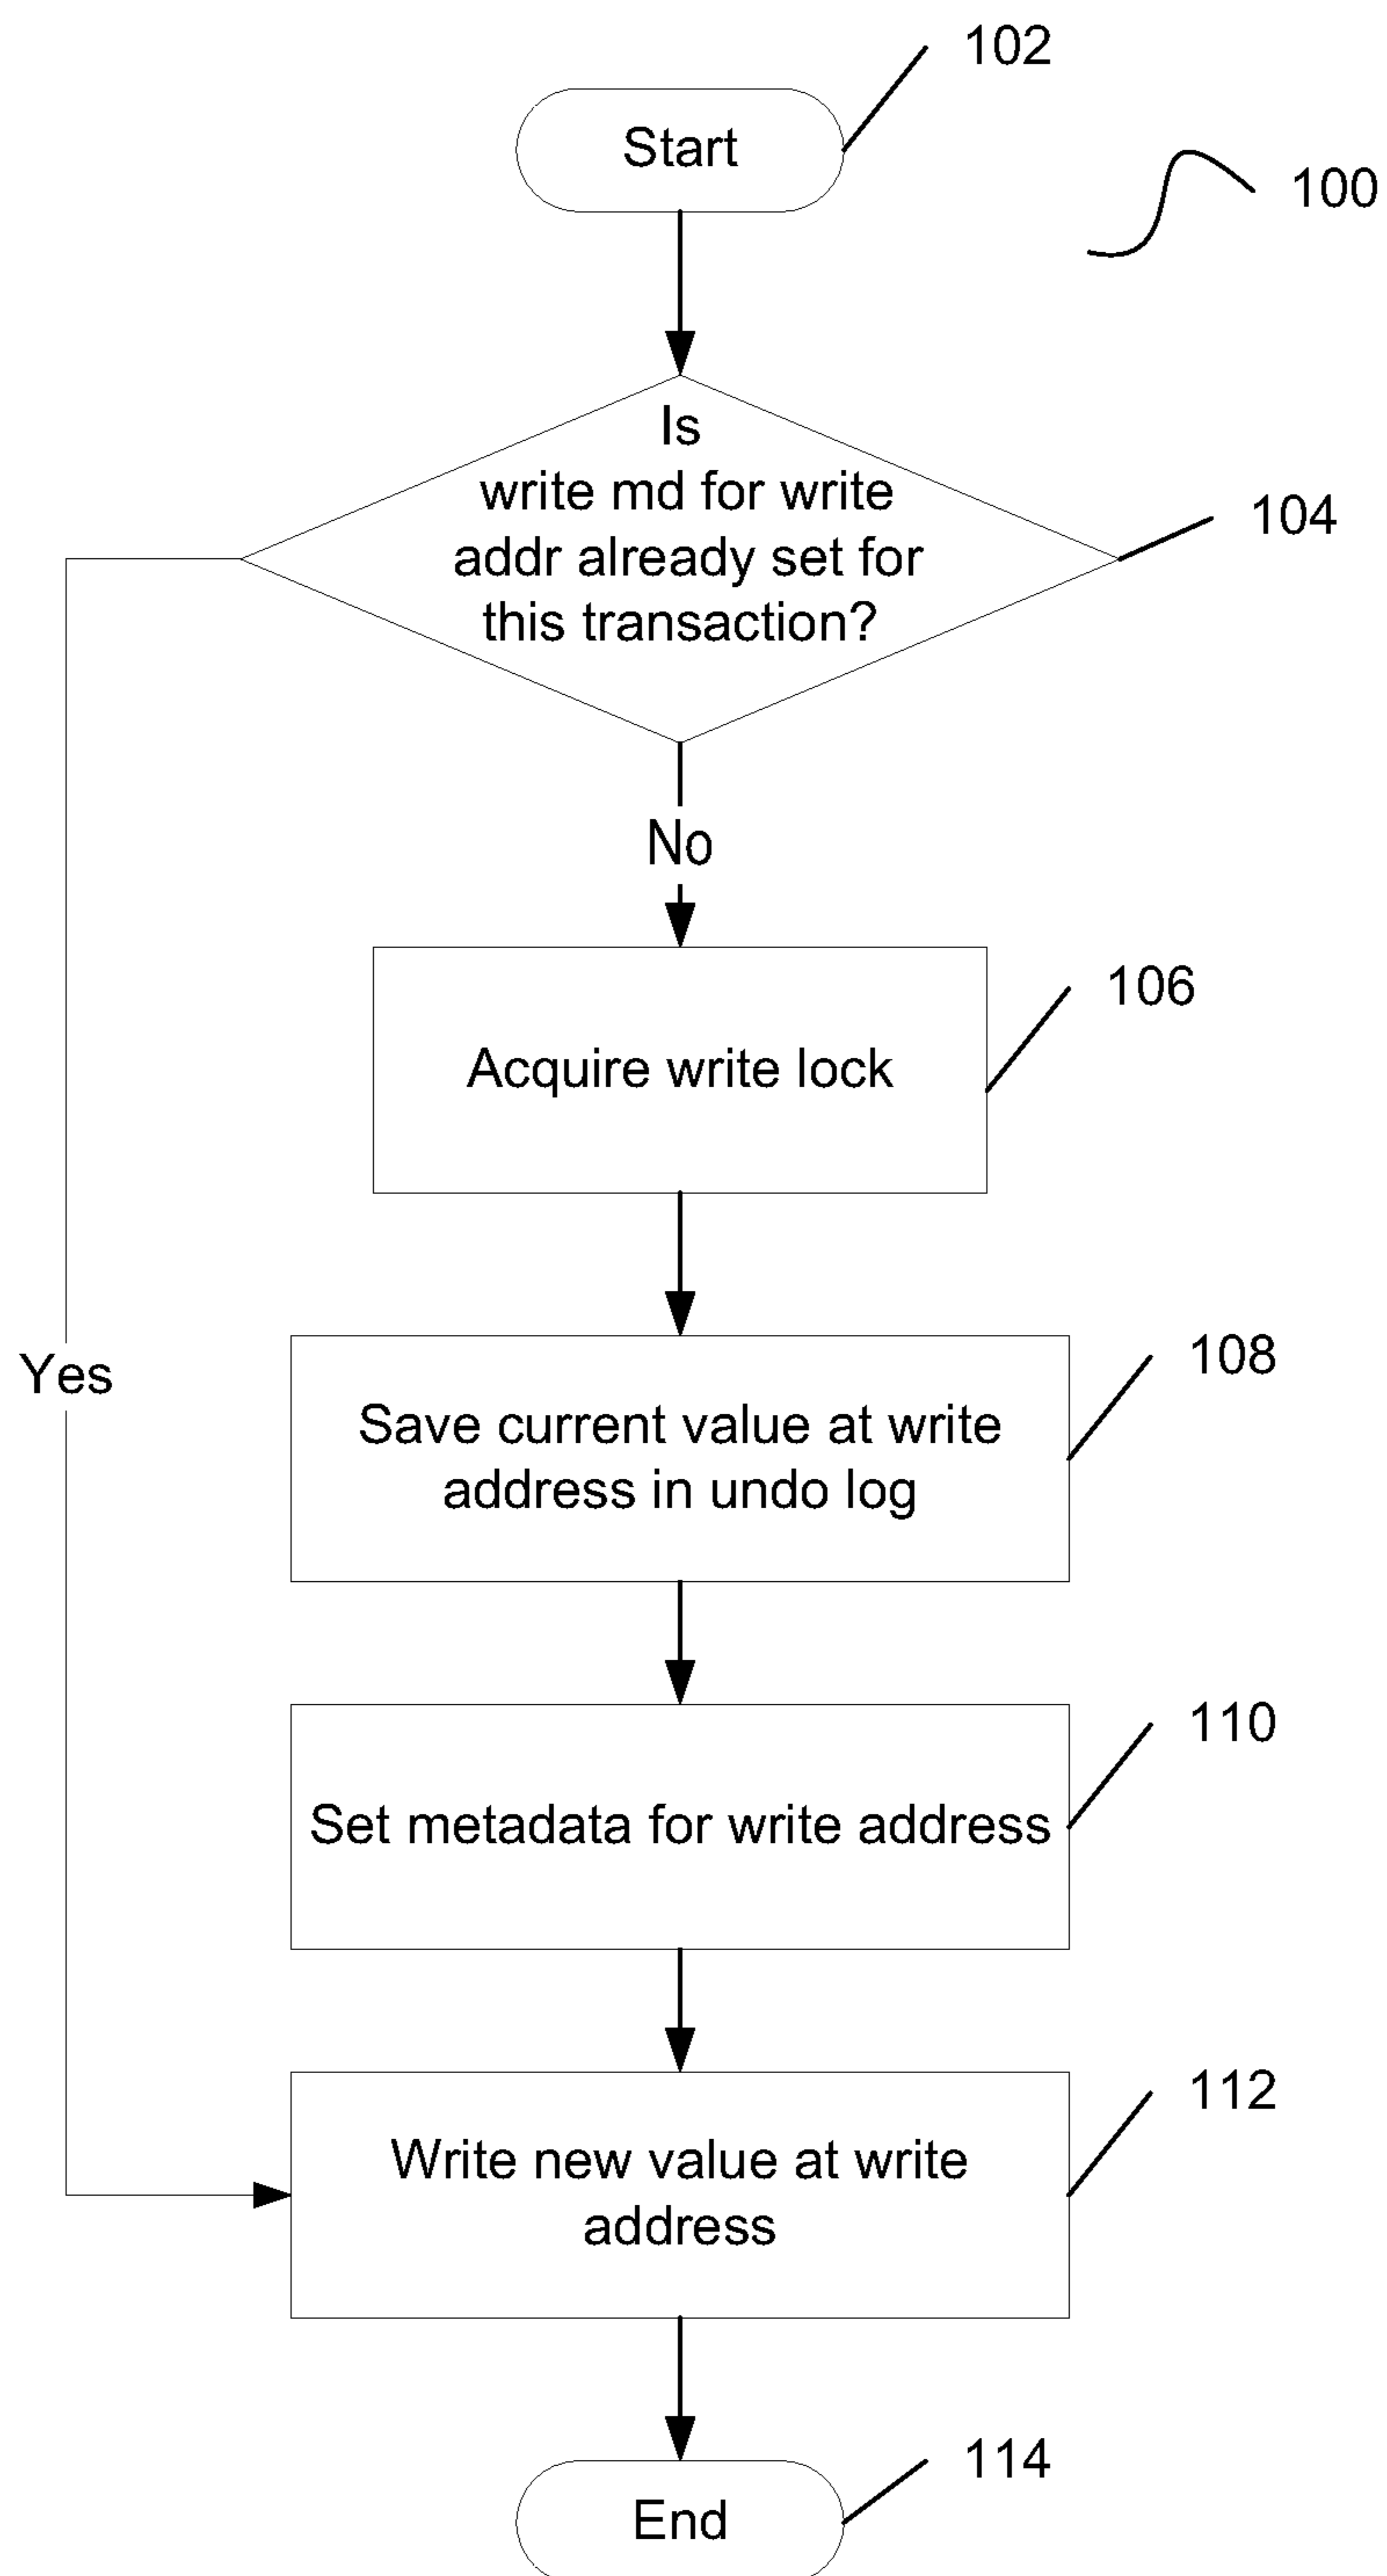 102
Start
100
Is
write md for write
addr already set for
this transaction?
104
No
Acquire write lock
106
Yes
Save current value at write
address in undo log
108
Set metadata for write address
110
Write new value at write
address
112
End
114